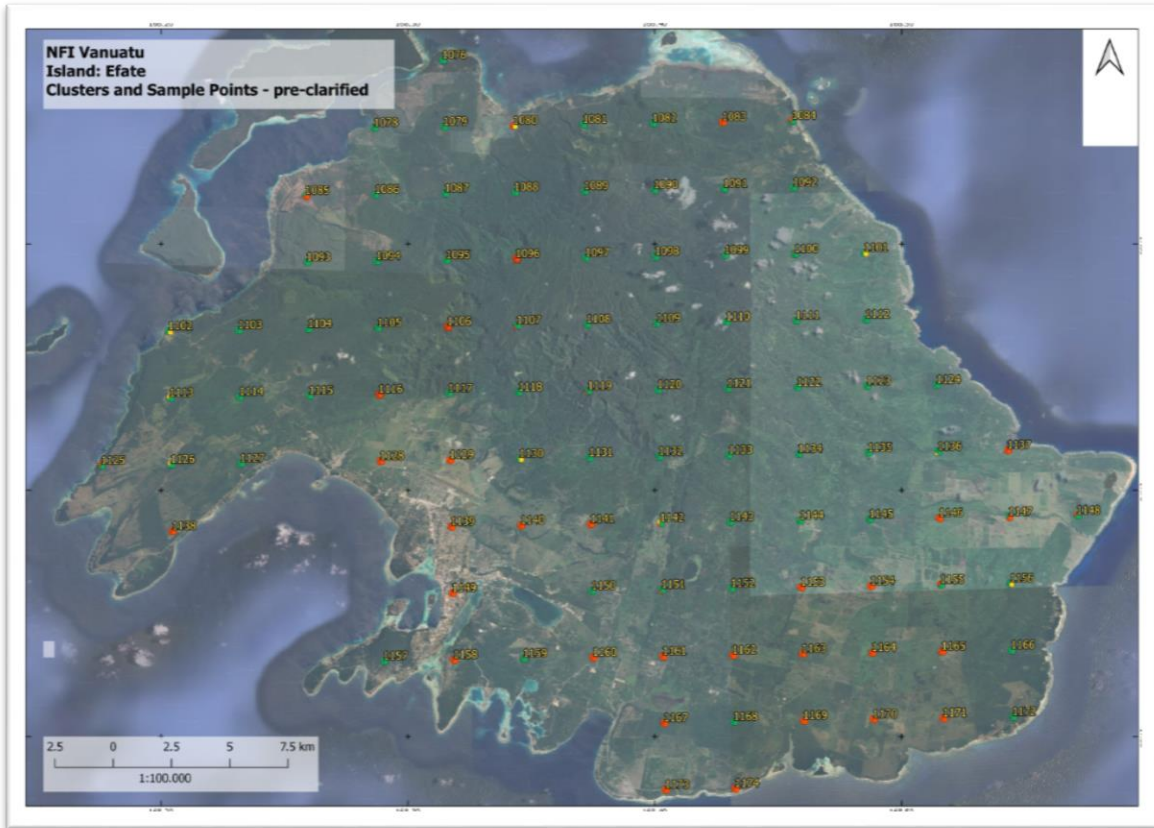 NFI Vanuatu
Island: Efate
Clusters and Sample Points - pre-clarified
1076
1078 1079 1080 1081 1083 1084
1085 1086 1087 1088 1089 1090 1091 1092
1093 1094 1095 1096 1097 1098 1099 1100
1102 1103 1104 1105 1106 1107 1108 1109 1110
1113 1114 1115 1116 1117 1118 1119 1120 1121 1123 1124
1125 1126 1127 1128 1129 1130 1131 1132 1133 1134 1135 1136 1137
1138 1139 1140 1141 1142 1143 1144 1145 1146 1147 1148
1149 1150 1151 1152 1153 1154 1155 1156
1157 1158 1159 1160 1161 1162 1163 1164 1165 1166
1167 1168 1169 1170 1171 1172
1173 1174
2.5 0 2.5 5 7.5 km
1:100.000